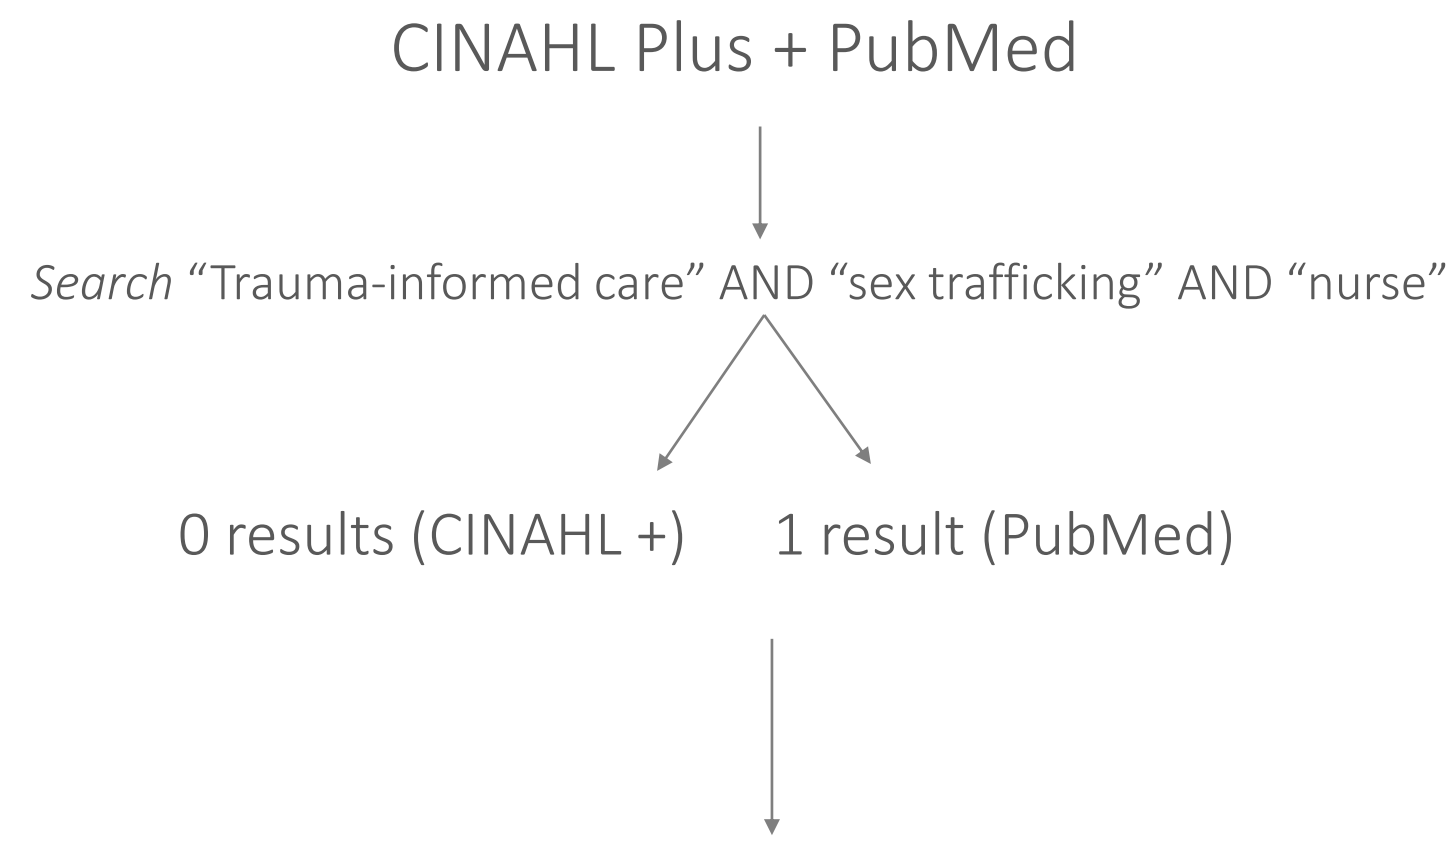 CINAHL Plus + PubMed
Search “Trauma-informed care” AND “sex trafficking” AND “nurse”
0 results (CINAHL +) 1 result (PubMed)